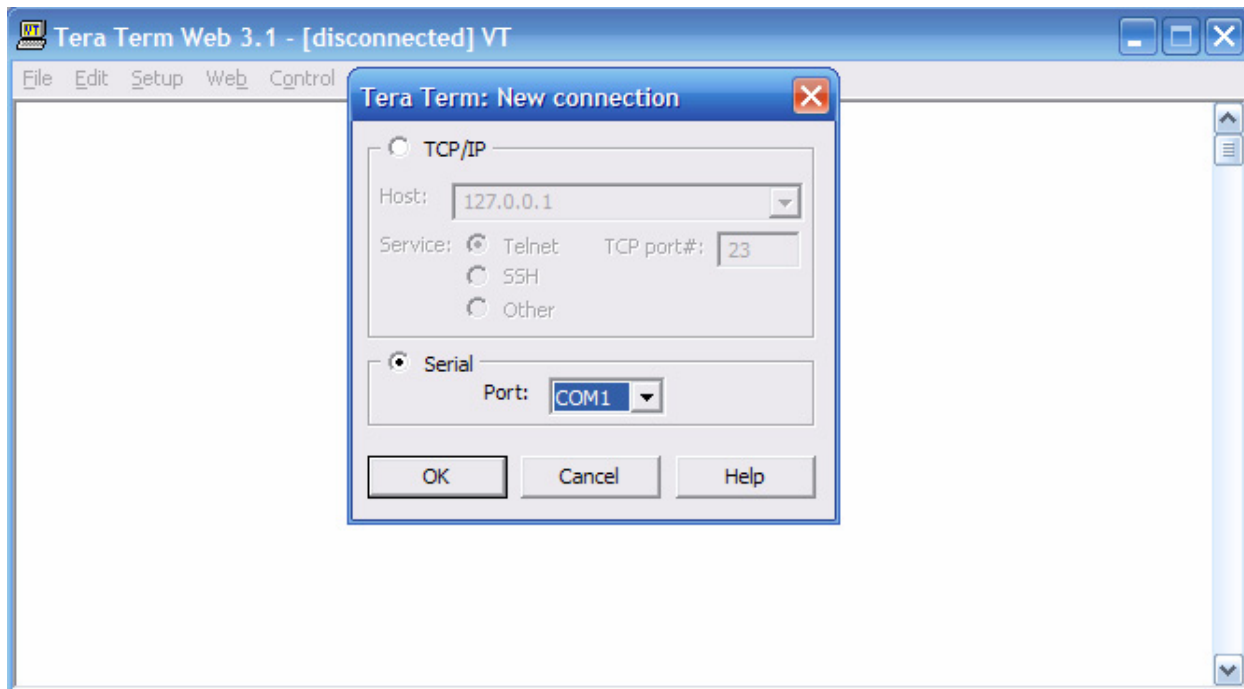 Tera Term Web 3.1 - [disconnected] VT
File Edit Setup Web Control
Tera Term: New connection
TCP/IP
Host: 127.0.0.1
Service: Telnet TCP port#: 23
SSH
Other
Serial
Port: COM1
OK Cancel Help